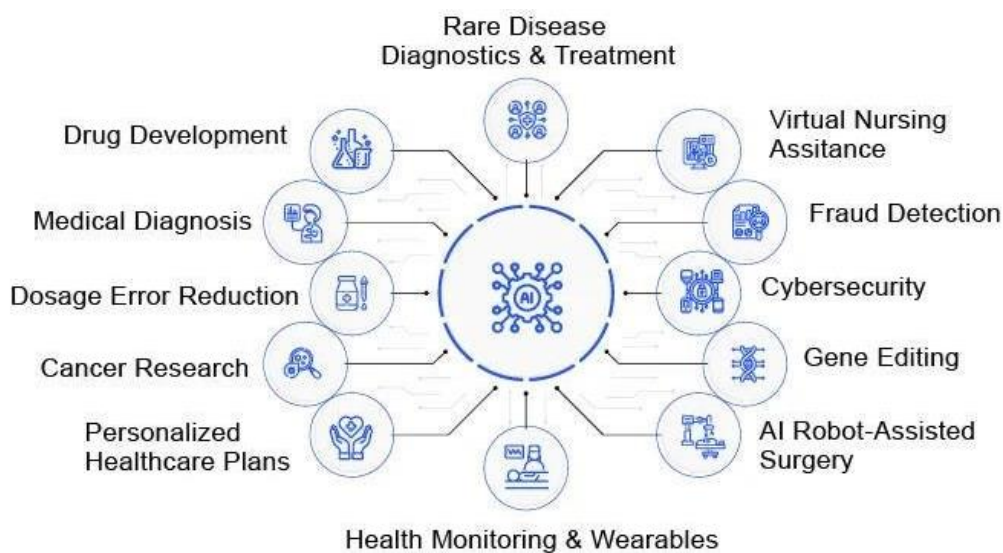 Rare Disease
Diagnostics & Treatment
Drug Development
Virtual Nursing
Assitance
Medical Diagnosis
Fraud Detection
Dosage Error Reduction
AI
Cybersecurity
Cancer Research
Gene Editing
Personalized
Healthcare Plans
AI Robot-Assisted
Surgery
Health Monitoring & Wearables